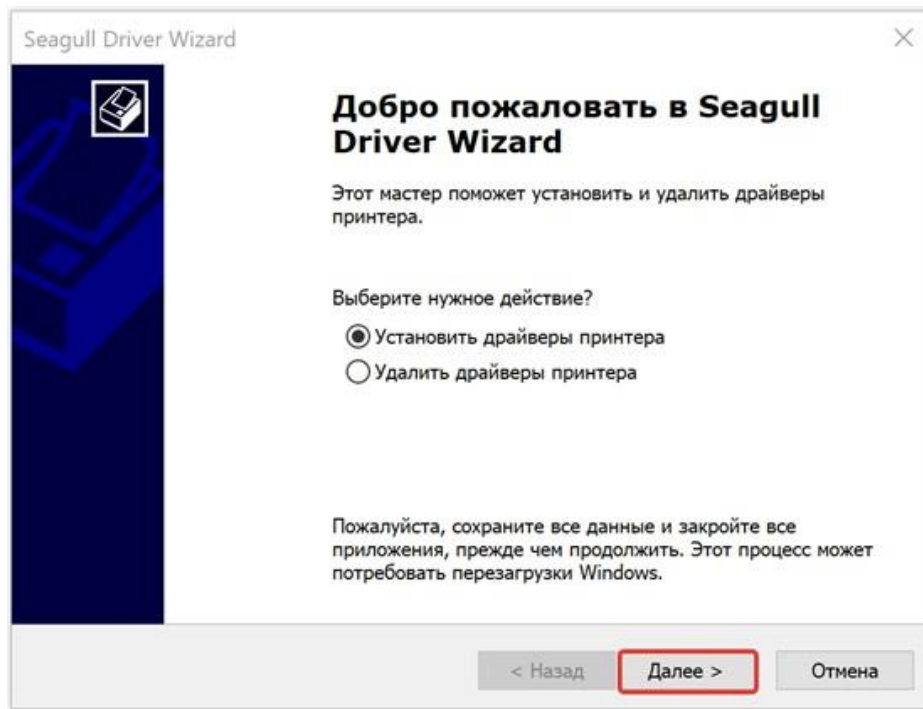 Seagull Driver Wizard
Добро пожаловать в Seagull
Driver Wizard
Этот мастер поможет установить и удалить драйверы
принтера.
Выберите нужное действие?
Установить драйверы принтера
Удалить драйверы принтера
Пожалуйста, сохраните все данные и закройте все
приложения, прежде чем продолжить. Этот процесс может
потребовать перезагрузки Windows.
< Назад Далее > Отмена